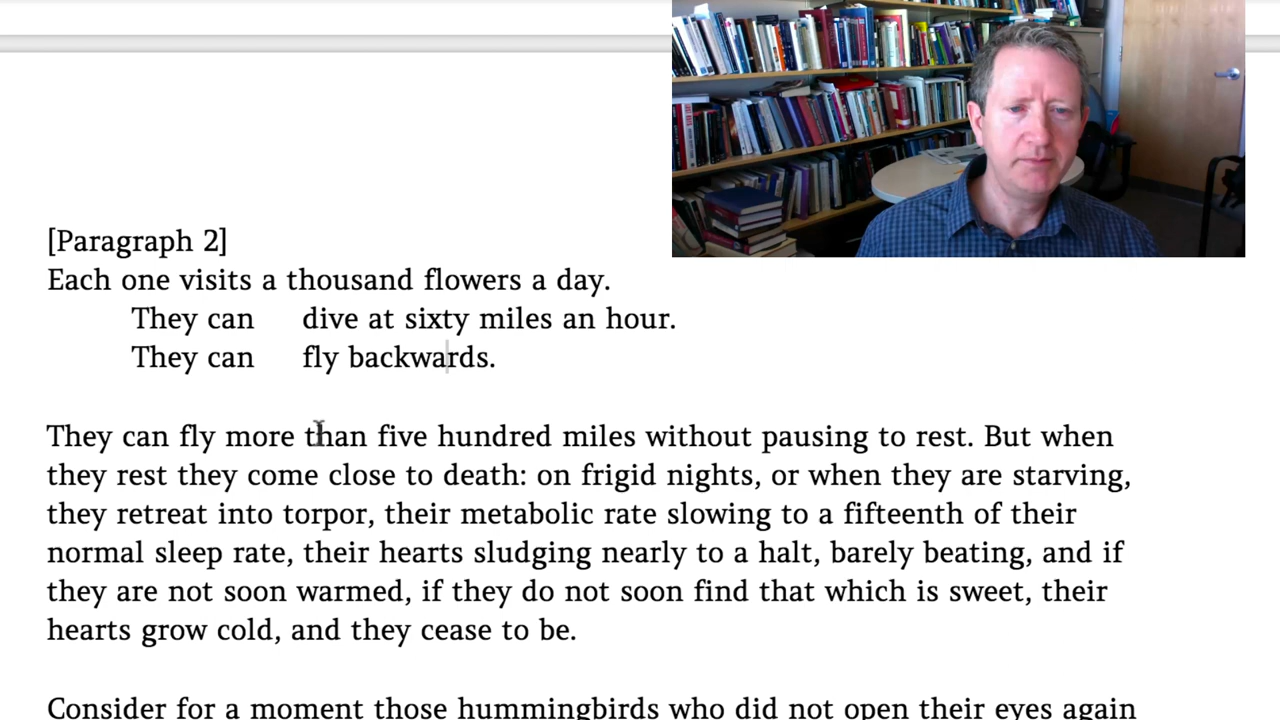 [Paragraph 2]
Each one visits a thousand flowers a day.
They can dive at sixty miles an hour.
They can fly backwards.
They can fly more than five hundred miles without pausing to rest. But when
they rest they come close to death: on frigid nights, or when they are starving,
they retreat into torpor, their metabolic rate slowing to a fifteenth of their
normal sleep rate, their hearts sludging nearly to a halt, barely beating, and if
they are not soon warmed, if they do not soon find that which is sweet, their
hearts grow cold, and they cease to be.
Consider for a moment those hummingbirds who did not open their eyes again